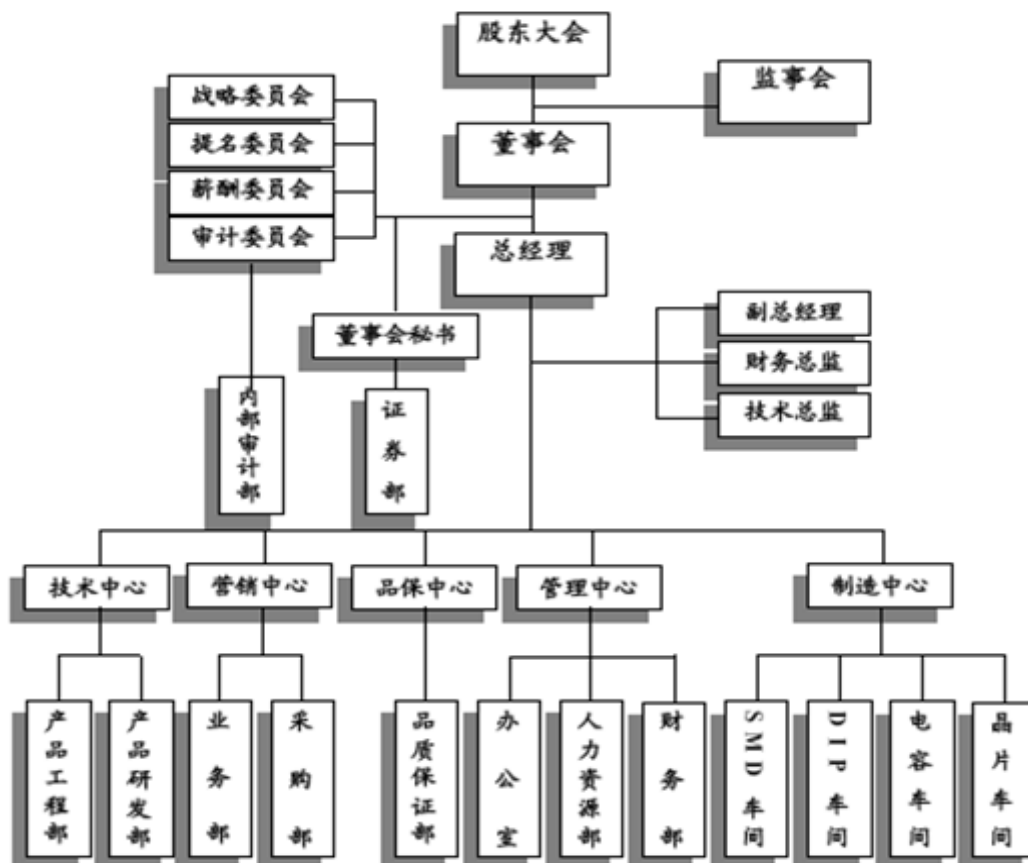 股东大会
监事会
战略委员会
提名委员会
董事会
薪酬委员会
审计委员会
总经理
副总经理
董事会秘书
财务总监
技术总监
内部审计部
证券部
技术中心
营销中心
品保中心
管理中心
制造中心
产品工程部
产品研发部
业务部
采购部
品质保证部
办公室
人力资源部
财务部
SMD车间
DIP车间
电容车间
晶片车间